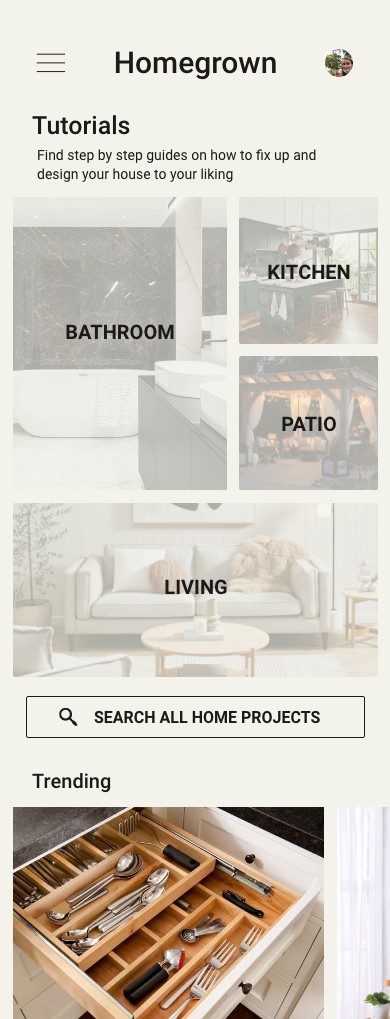 Homegrown
Tutorials
Find step by step guides on how to fix up and
design your house to your liking
BATHROOM
KITCHEN
PATIO
LIVING
SEARCH ALL HOME PROJECTS
Trending